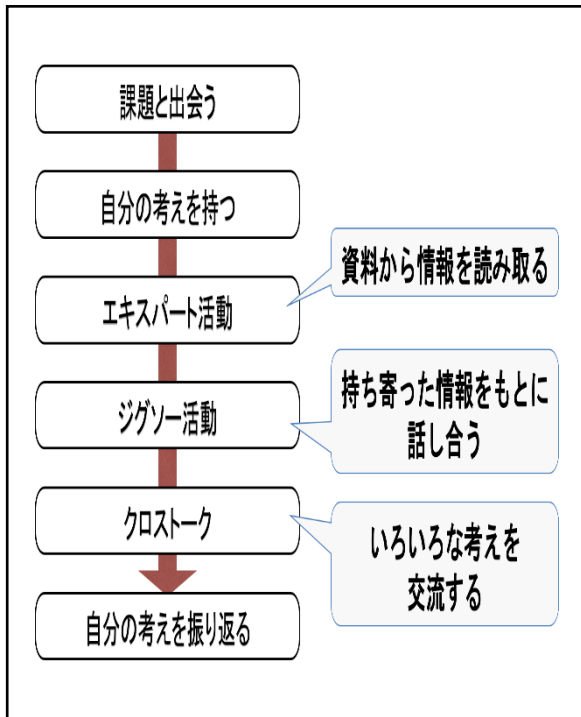 課題と出会う
自分の考えを持つ
資料から情報を読み取る
エキスパート活動
持ち寄った情報をもとに
話し合う
ジグソー活動
クロストーク
いろいろな考えを
交流する
自分の考えを振り返る